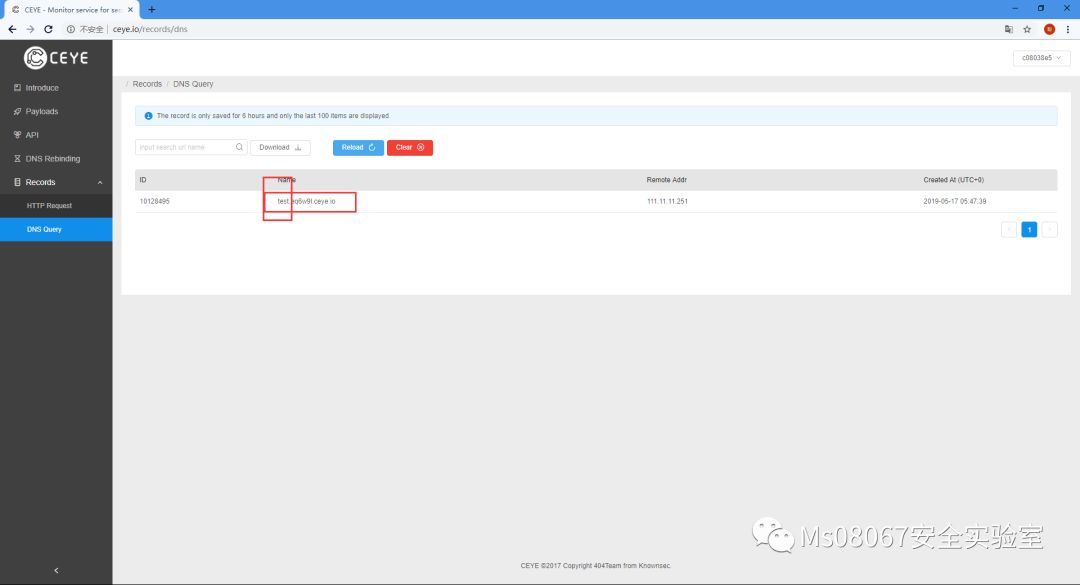 CEYE - Monitor service for sec
不安全 ceye.io/records/dns
CEYE
c08038e5
Introduce
Payloads
API
DNS Rebinding
Records
HTTP Request
DNS Query
/ Records / DNS Query
The record is only saved for 6 hours and only the last 100 items are displayed.
input search url name Download Reload Clear
ID Name Remote Addr Created At (UTC+0)
10128495 test.eq6w9l.ceye.io 111.11.11.251 2019-05-17 05:47:39
1
Ms08067安全实验室
CEYE ©2017 Copyright 404Team from Knownsec.